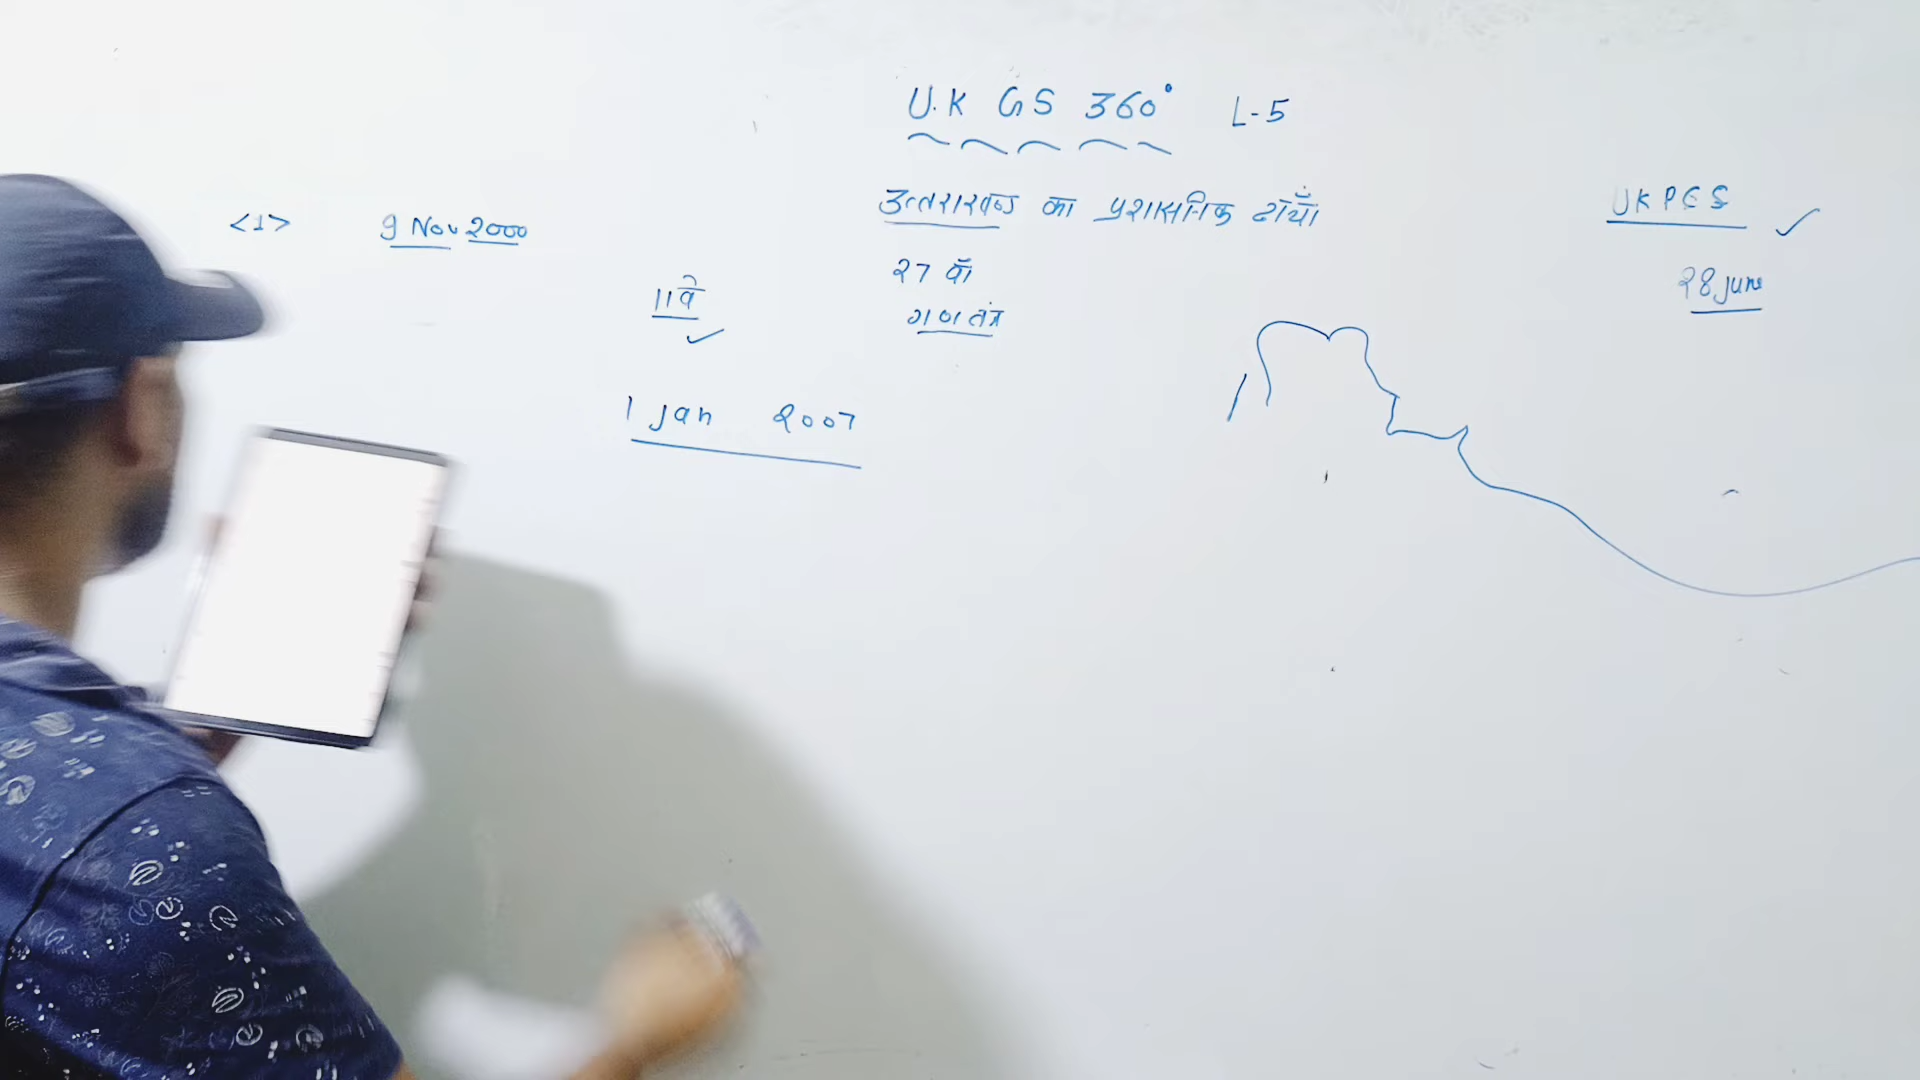 U.K GS 360° L-5
उत्तराखण्ड का प्रशासनिक ढाँचा
UKPCS
<1> 9 Nov 2000
27 वाँ
28 June
11वे
गणतंत्र
1 Jan 2007